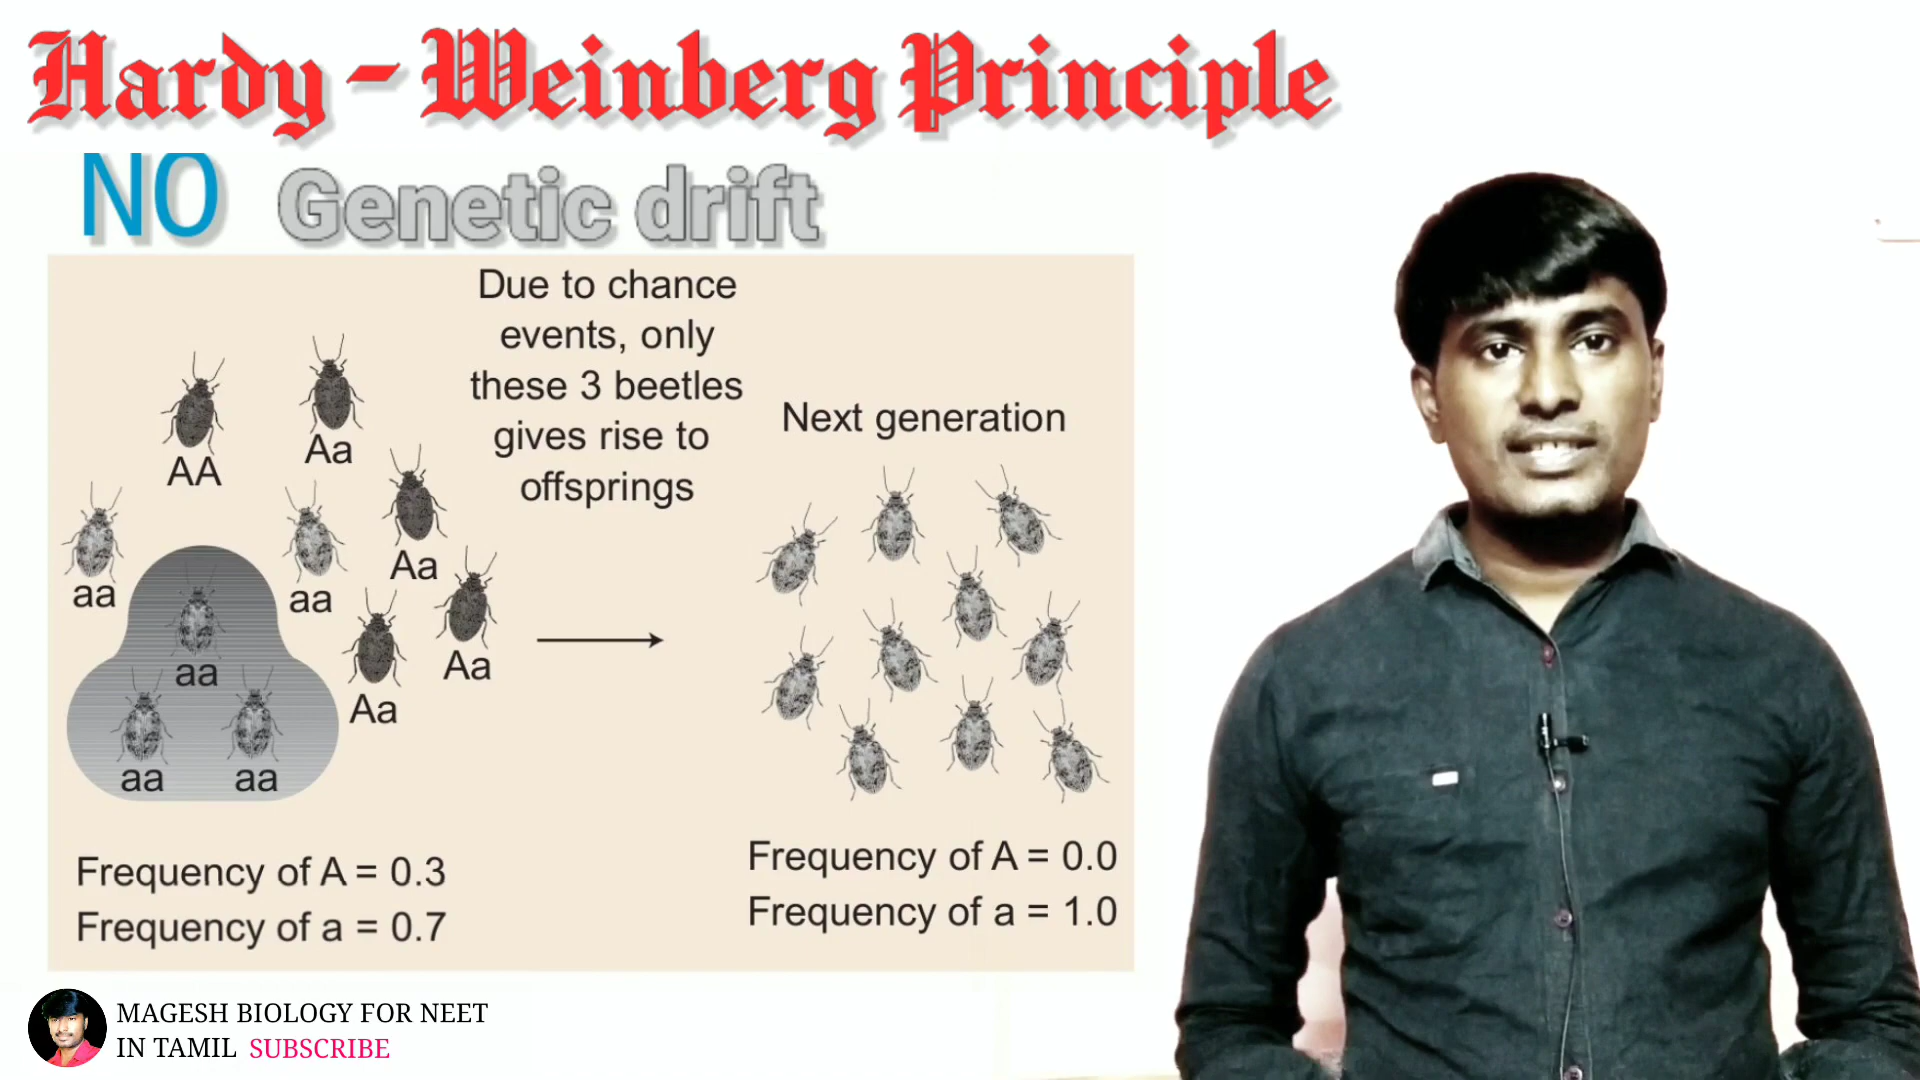 Hardy - Weinberg Principle
NO Genetic drift
Due to chance
events, only
these 3 beetles
gives rise to
offsprings
Next generation
AA
Aa
Aa
aa
aa
Aa
aa
Aa
aa
aa
Frequency of A = 0.3
Frequency of a = 0.7
Frequency of A = 0.0
Frequency of a = 1.0
MAGESH BIOLOGY FOR NEET
IN TAMIL SUBSCRIBE